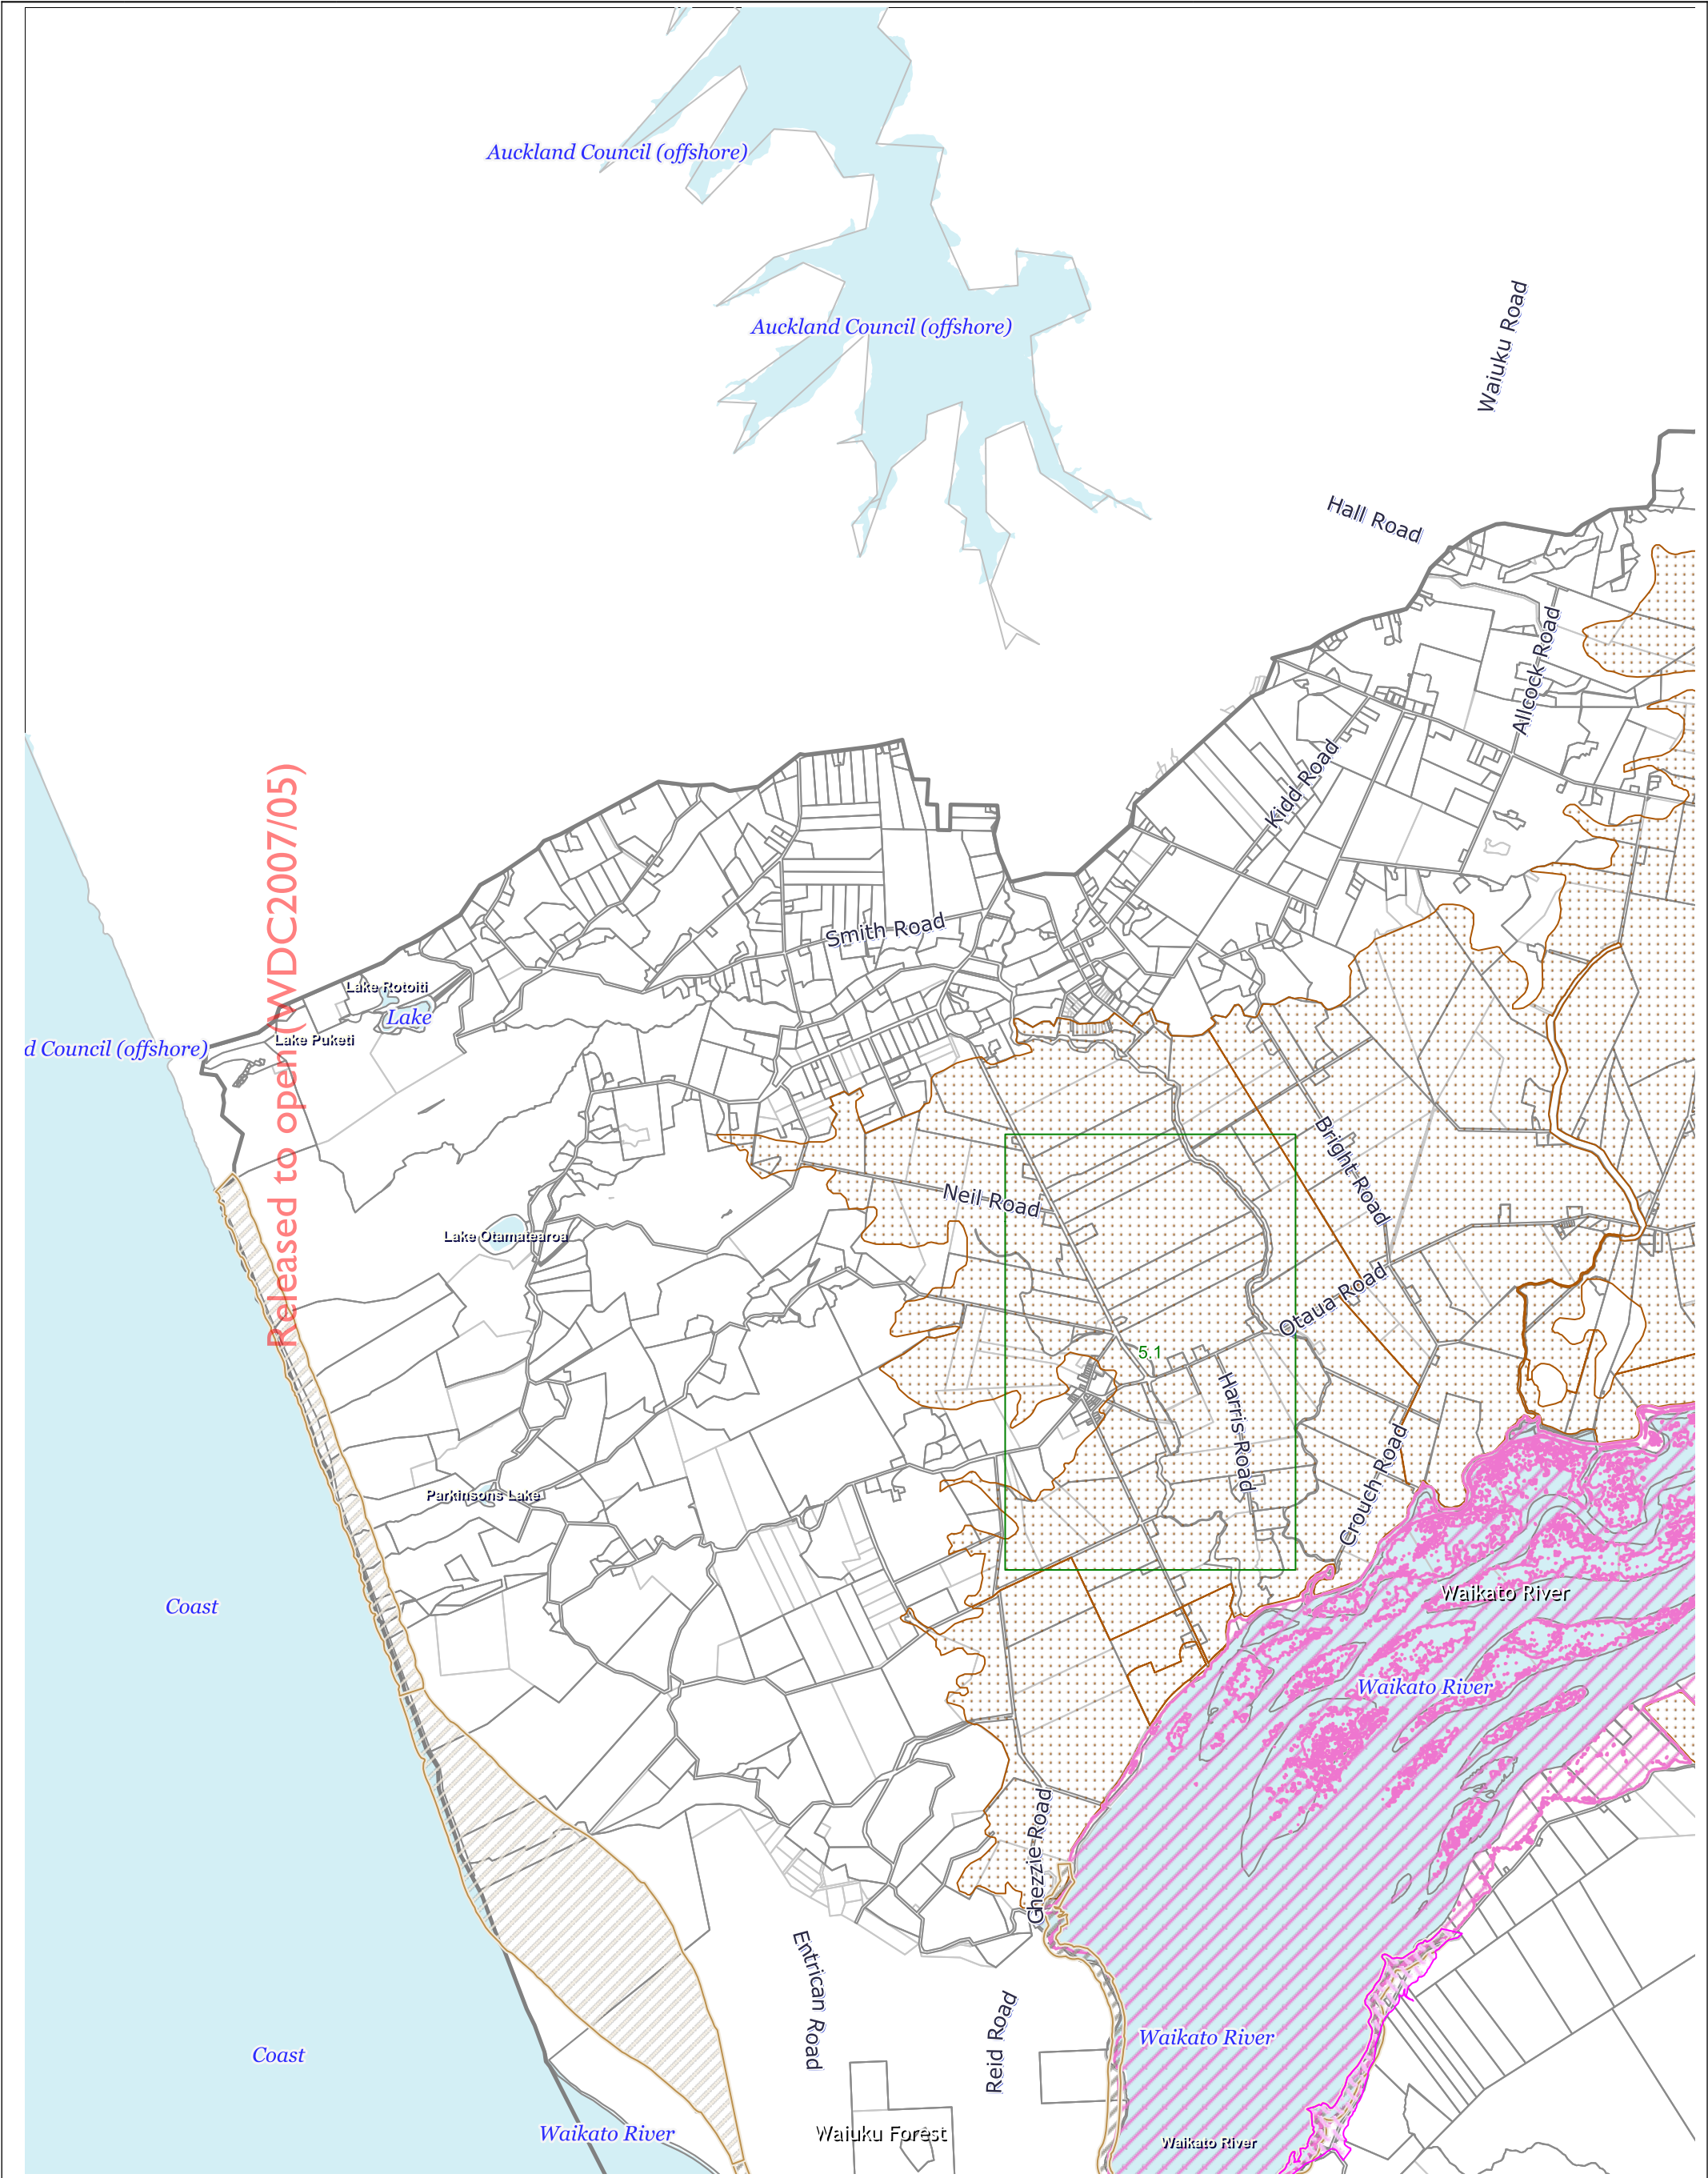 Auckland Council (offshore)
Waiuku Road
Auckland Council (offshore)
Hall Road
Allcock Road
Kidd Road
Released to open (WDC2007/05)
Smith Road
Lake Rotoiti
Lake
Lake Puketi
d Council (offshore)
Bright Road
Neil Road
Lake Otamatearoa
Otaua Road
5.1
Harris Road
Crouch Road
Parkinsons Lake
Waikato River
Coast
Waikato River
Ghezzie Road
Entrican Road
Reid Road
Waikato River
Coast
Waikato River
Waiuku Forest
Waikato River